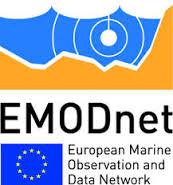 EMODnet
European Marine
Observation and
Data Network